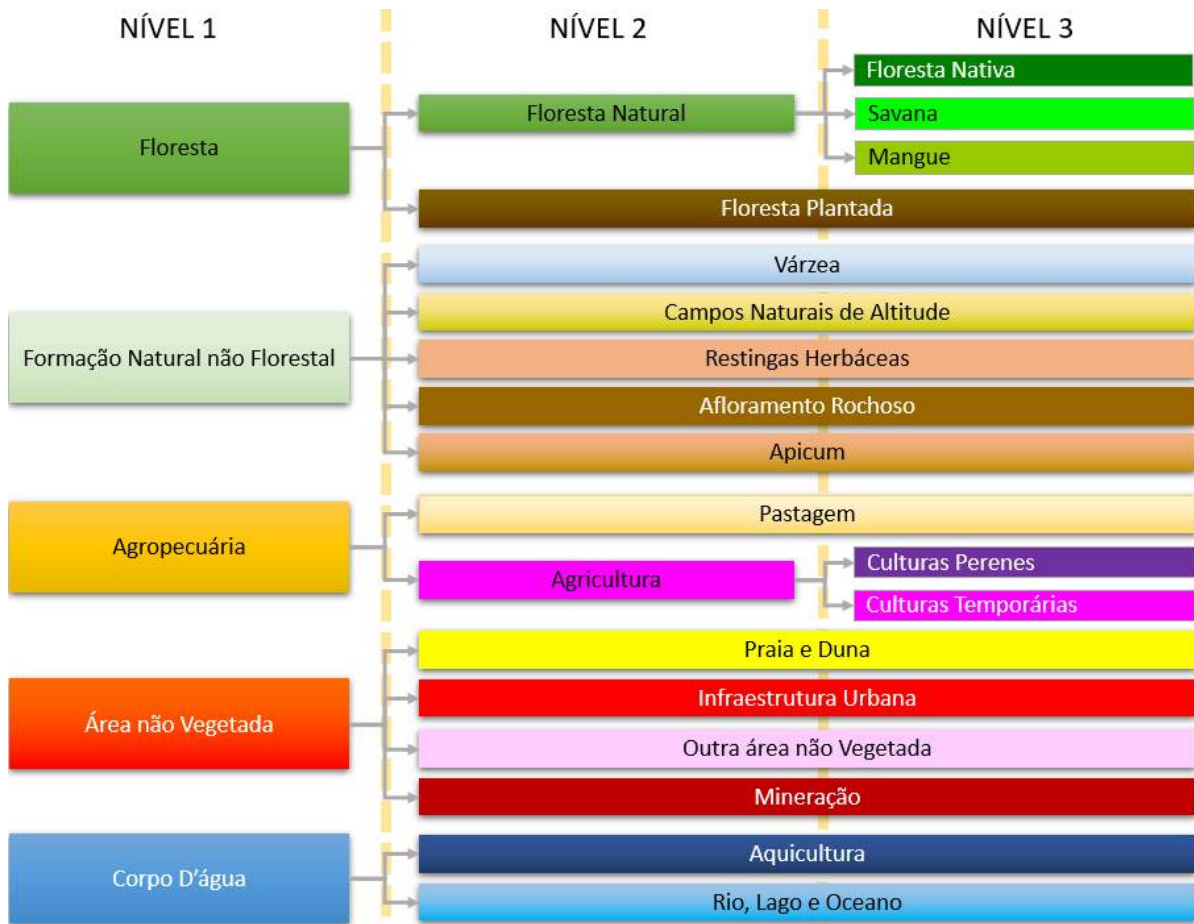 NÍVEL 1
NÍVEL 2
NÍVEL 3
Floresta
Floresta Natural
Floresta Nativa
Savana
Mangue
Floresta Plantada
Formação Natural não Florestal
Várzea
Campos Naturais de Altitude
Restingas Herbáceas
Afloramento Rochoso
Apicum
Agropecuária
Pastagem
Agricultura
Culturas Perenes
Culturas Temporárias
Área não Vegetada
Praia e Duna
Infraestrutura Urbana
Outra área não Vegetada
Mineração
Corpo D'água
Aquicultura
Rio, Lago e Oceano